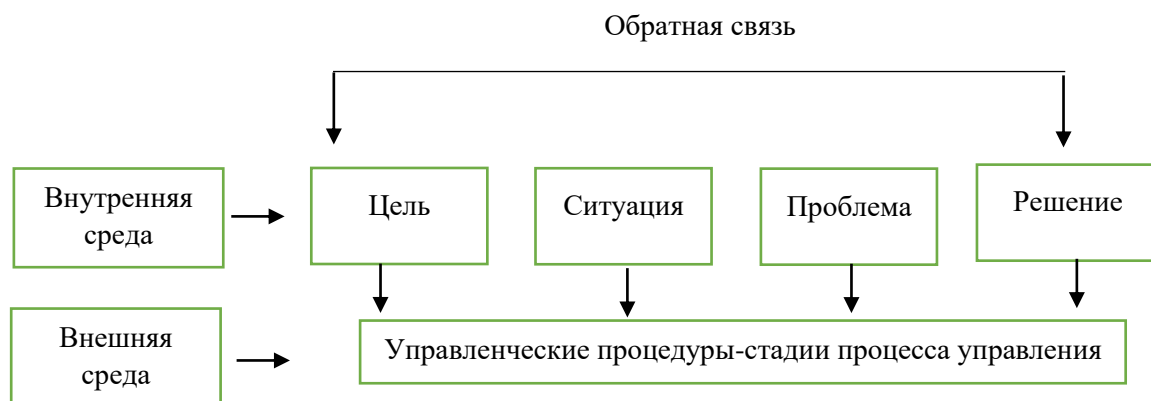 Обратная связь
Внутренняя
среда
Цель
Ситуация
Проблема
Решение
Внешняя
среда
Управленческие процедуры-стадии процесса управления